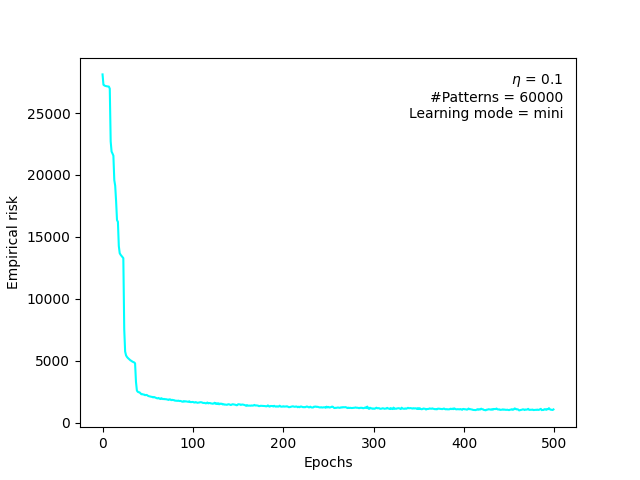 η = 0.1
#Patterns = 60000
Learning mode = mini
25000
20000
15000
10000
5000
0
Empirical risk
0 100 200 300 400 500
Epochs